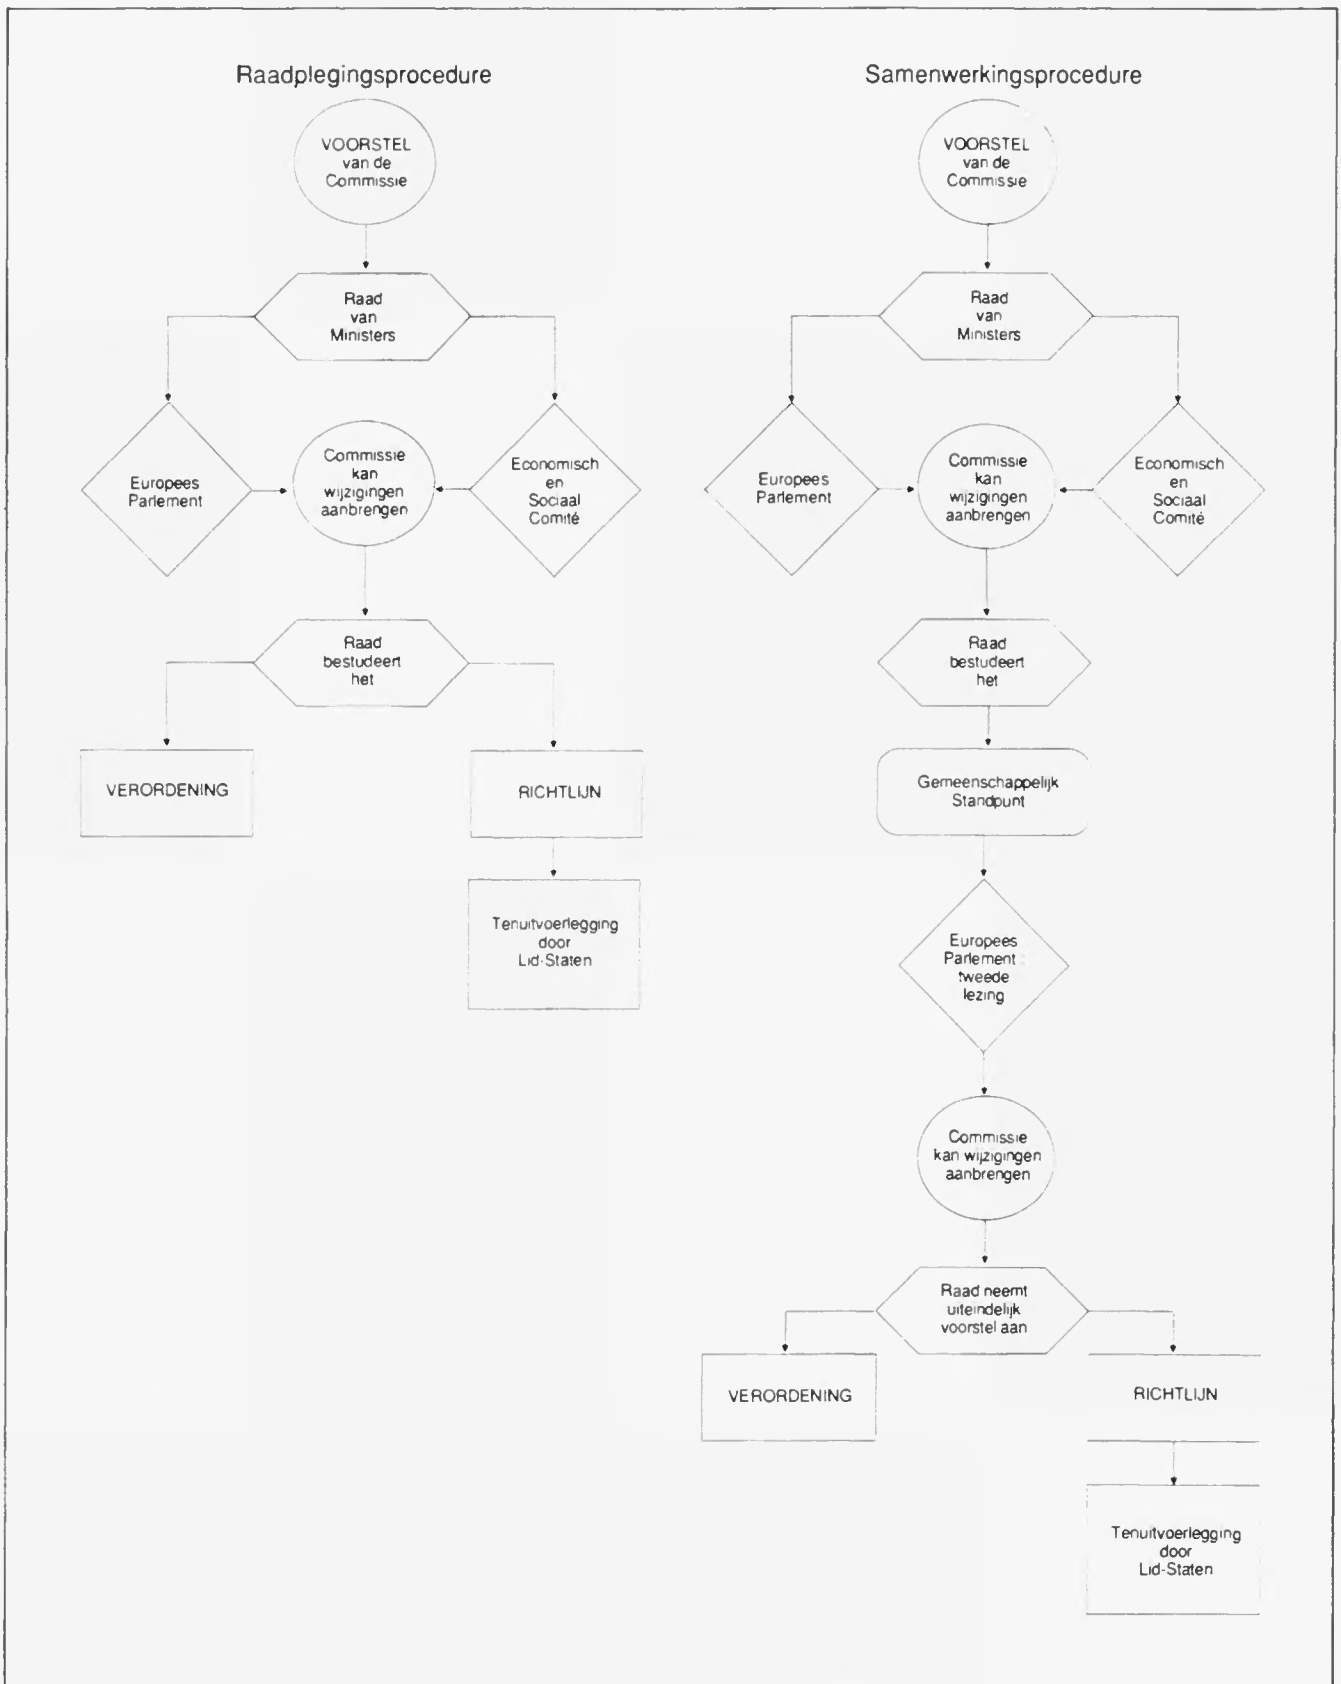 Raadplegingsprocedure
VOORSTEL
van de
Commissie
Raad
van
Ministers
Europees
Parlement
Commissie
kan
wijzigingen
aanbrengen
Economisch
en
Sociaal
Comité
Raad
bestudeert
het
VERORDENING
RICHTLIJN
Tenuitvoerlegging
door
Lid-Staten
Samenwerkingsprocedure
VOORSTEL
van de
Commissie
Raad
van
Ministers
Europees
Parlement
Commissie
kan
wijzigingen
aanbrengen
Economisch
en
Sociaal
Comité
Raad
bestudeert
het
Gemeenschappelijk
Standpunt
Europees
Parlement :
tweede
lezing
Commissie
kan wijzigingen
aanbrengen
Raad neemt
uiteindelijk
voorstel aan
VERORDENING
RICHTLIJN
Tenuitvoerlegging
door
Lid-Staten